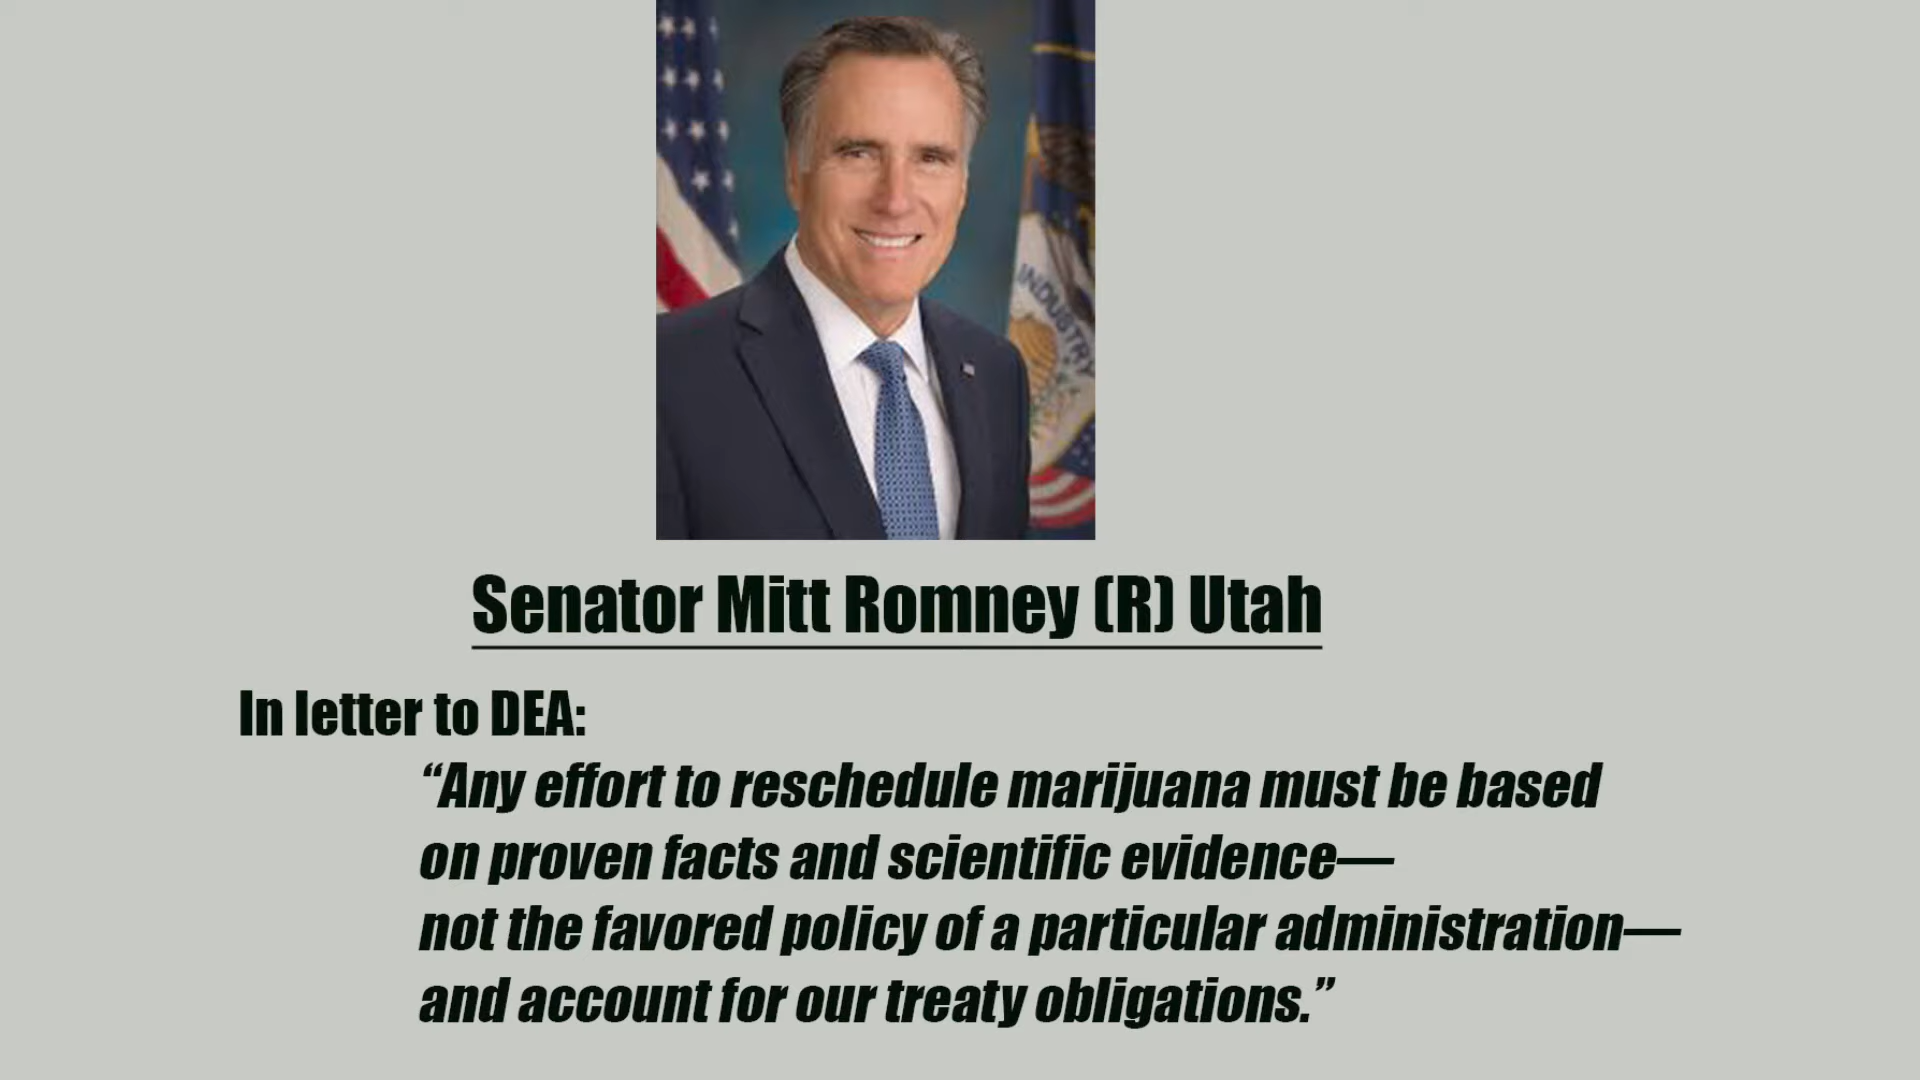 INDUSTRY
Senator Mitt Romney (R) Utah
In letter to DEA:
“Any effort to reschedule marijuana must be based
on proven facts and scientific evidence—
not the favored policy of a particular administration—
and account for our treaty obligations.”